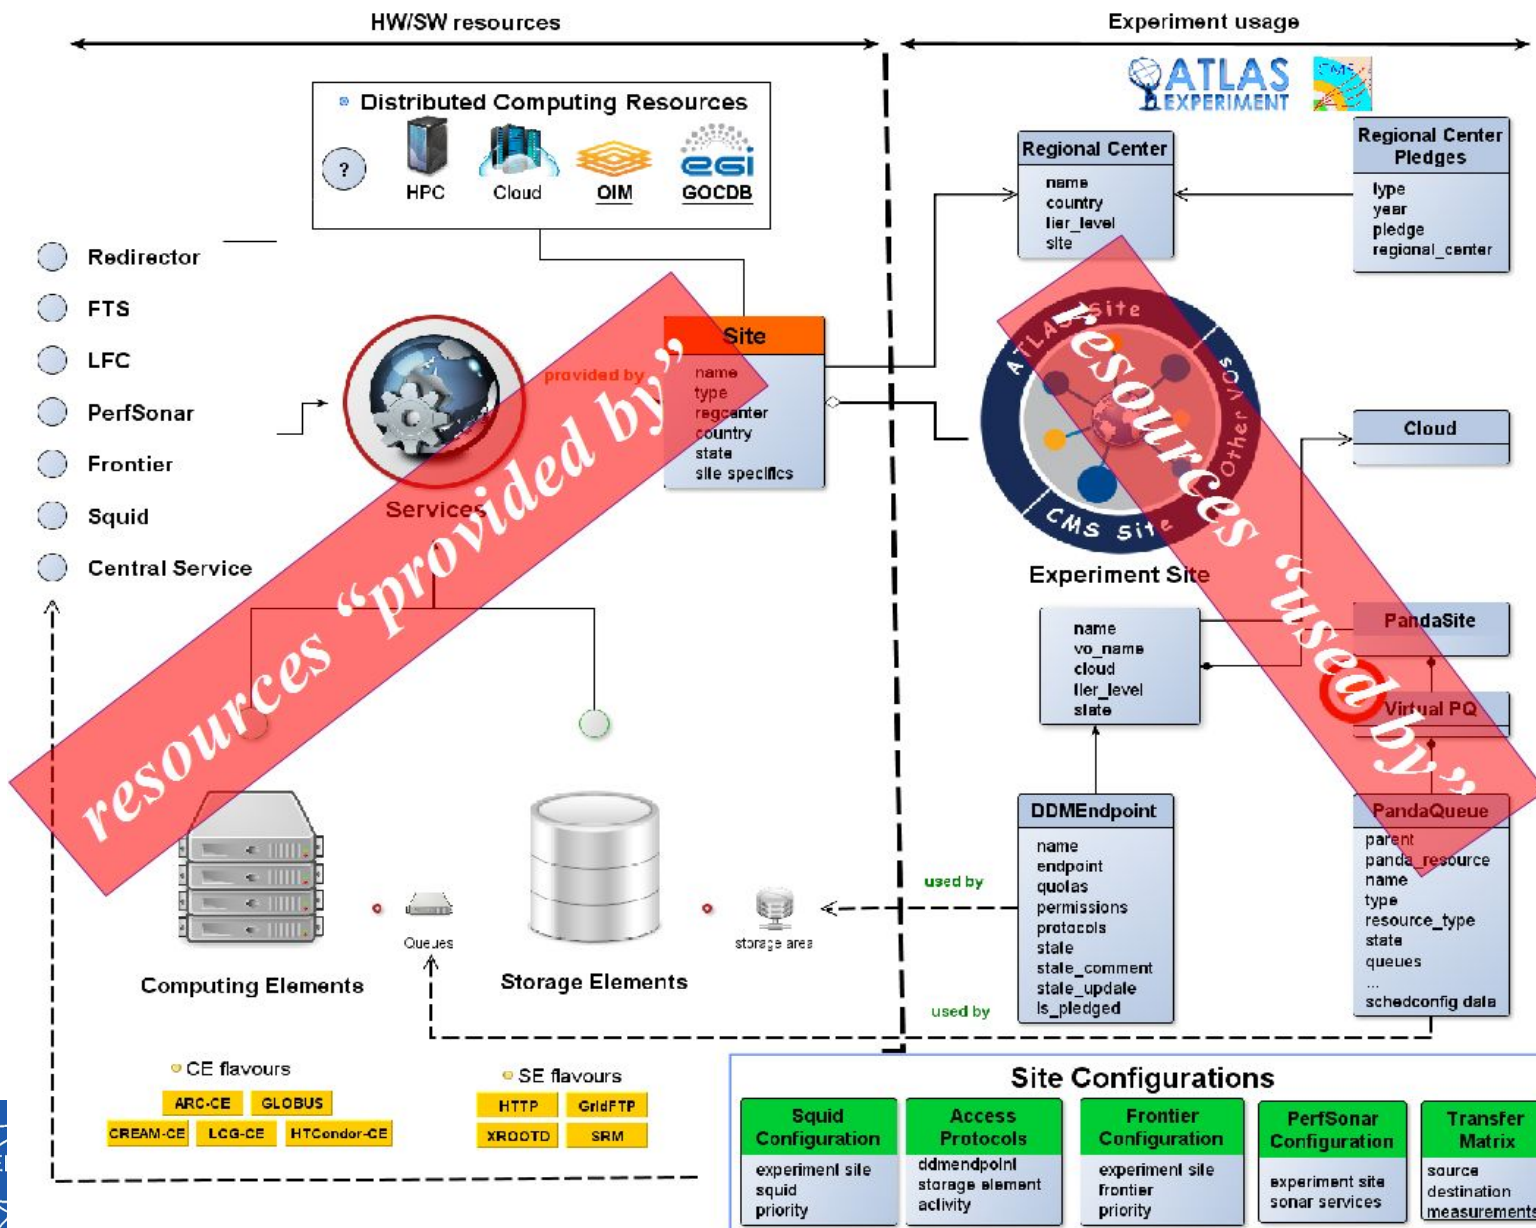 HW/SW resources
Experiment usage
Distributed Computing Resources
?
HPC
Cloud
OIM
egi
GOCDB
ATLAS
EXPERIMENT
CMS
Regional Center
name
country
tier_level
site
Regional Center
Pledges
type
year
pledge
regional_center
Redirector
FTS
LFC
PerfSonar
Frontier
Squid
Central Service
Services
provided by
Site
name
type
regcenter
country
state
site specifics
resources “provided by”
ATLAS Site
Other VOs
CMS Site
Experiment Site
resources “used by”
Cloud
name
vo_name
cloud
tier_level
state
PandaSite
Virtual PQ
DDMEndpoint
name
endpoint
quotas
permissions
protocols
state
state_comment
state_update
is_pledged
PandaQueue
parent
panda_resource
name
type
resource_type
state
queues
...
schedconfig data
used by
used by
Queues
storage area
Computing Elements
Storage Elements
CE flavours
ARC-CE
GLOBUS
CREAM-CE
LCG-CE
HTCondor-CE
SE flavours
HTTP
GridFTP
XROOTD
SRM
Site Configurations
Squid
Configuration
experiment site
squid
priority
Access
Protocols
ddmendpoint
storage element
activity
Frontier
Configuration
experiment site
frontier
priority
PerfSonar
Configuration
experiment site
sonar services
Transfer
Matrix
source
destination
measurements